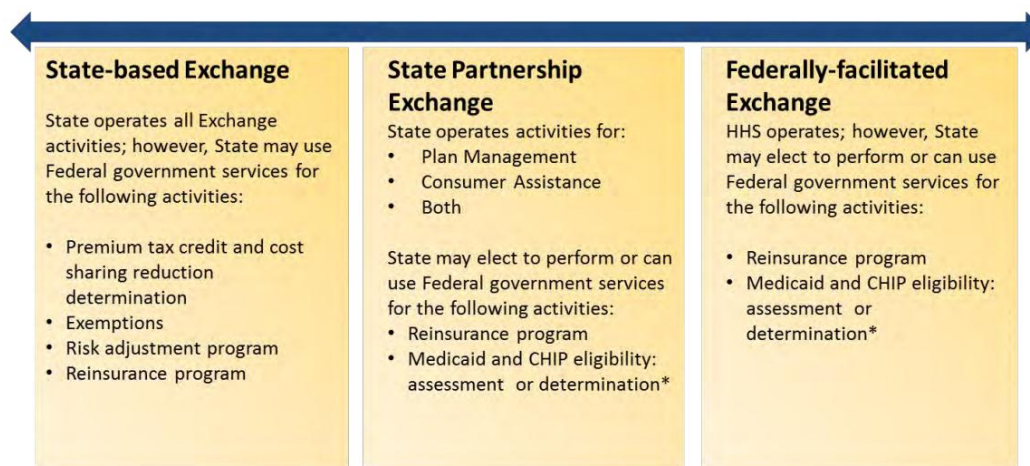 State-based Exchange
State operates all Exchange
activities; however, State may use
Federal government services for
the following activities:
• Premium tax credit and cost
sharing reduction
determination
• Exemptions
• Risk adjustment program
• Reinsurance program
State Partnership
Exchange
State operates activities for:
• Plan Management
• Consumer Assistance
• Both
State may elect to perform or can
use Federal government services
for the following activities:
• Reinsurance program
• Medicaid and CHIP eligibility:
assessment or determination*
Federally-facilitated
Exchange
HHS operates; however, State
may elect to perform or can use
Federal government services for
the following activities:
• Reinsurance program
• Medicaid and CHIP eligibility:
assessment or
determination*